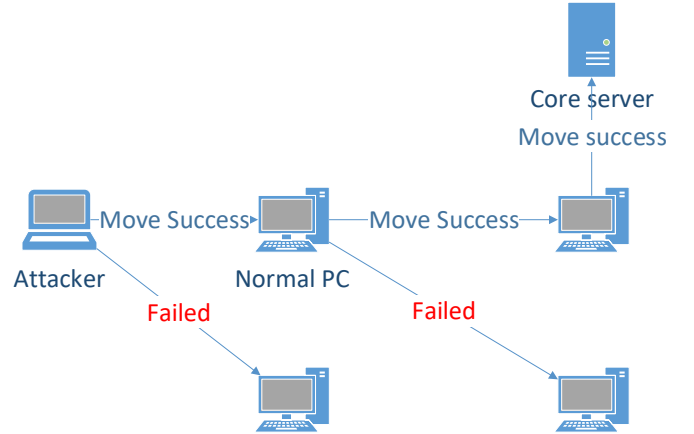 Core server
Move success
Move Success
Move Success
Attacker
Normal PC
Failed
Failed